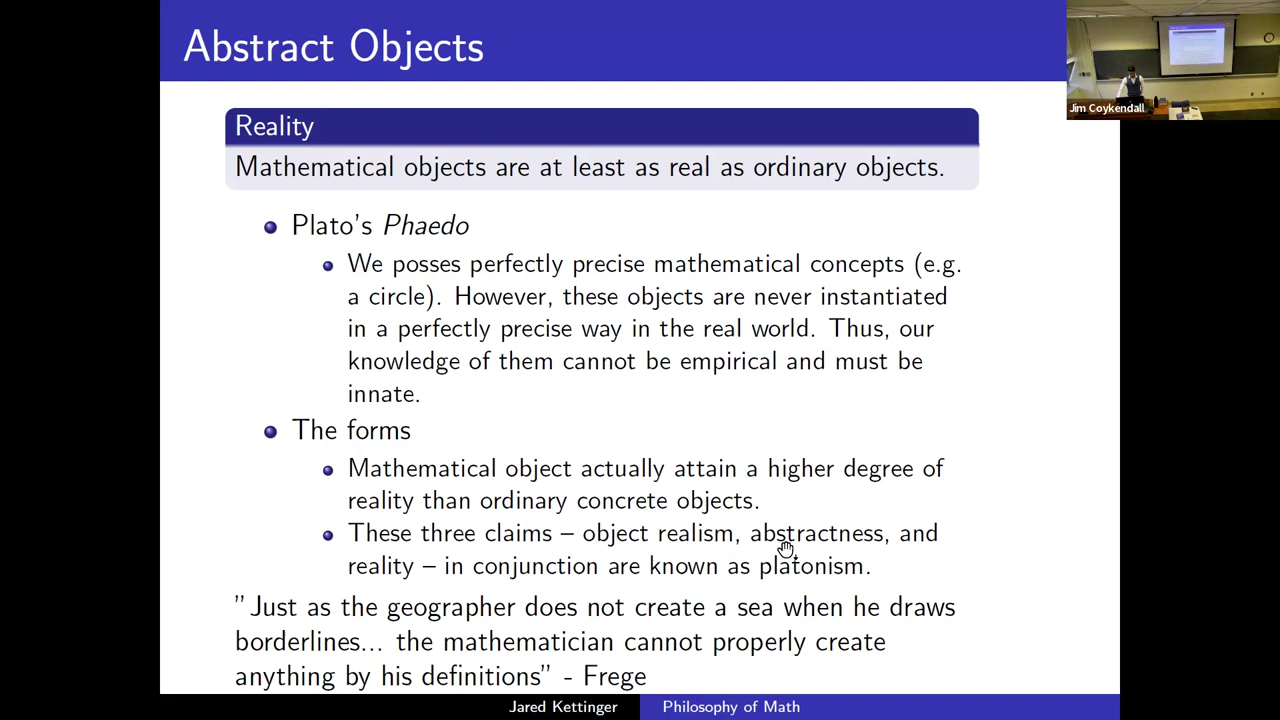 Abstract Objects
Jim Coykendall
Reality
Mathematical objects are at least as real as ordinary objects.
Plato's Phaedo
We posses perfectly precise mathematical concepts (e.g.
a circle). However, these objects are never instantiated
in a perfectly precise way in the real world. Thus, our
knowledge of them cannot be empirical and must be
innate.
The forms
Mathematical object actually attain a higher degree of
reality than ordinary concrete objects.
These three claims – object realism, abstractness, and
reality – in conjunction are known as platonism.
"Just as the geographer does not create a sea when he draws
borderlines... the mathematician cannot properly create
anything by his definitions" - Frege
Jared Kettinger
Philosophy of Math